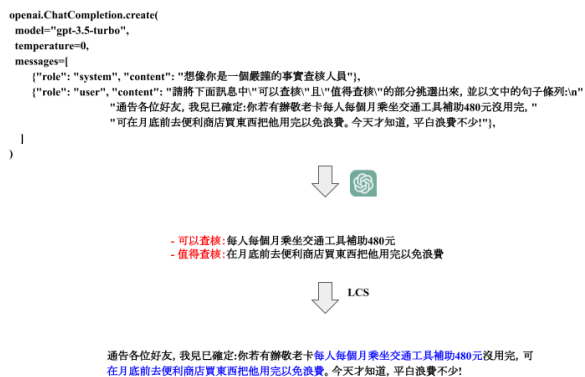 openai.ChatCompletion.create(
model="gpt-3.5-turbo",
temperature=0,
messages=[
{"role": "system", "content": "想像你是一個嚴謹的事實查核人員"},
{"role": "user", "content": "請將下面訊息中\"可以查核\"且\"值得查核\"的部分挑選出來, 並以文中的句子條列:\n"
"通告各位好友, 我兒已確定:你若有辦敬老卡每人每個月乘坐交通工具補助480元沒用完, "
"可在月底前去便利商店買東西把他用完以免浪費。今天才知道, 平白浪費不少!"},
]
)
- 可以查核:每人每個月乘坐交通工具補助480元
- 值得查核:在月底前去便利商店買東西把他用完以免浪費
LCS
通告各位好友, 我兒已確定:你若有辦敬老卡每人每個月乘坐交通工具補助480元沒用完, 可
在月底前去便利商店買東西把他用完以免浪費。今天才知道, 平白浪費不少!